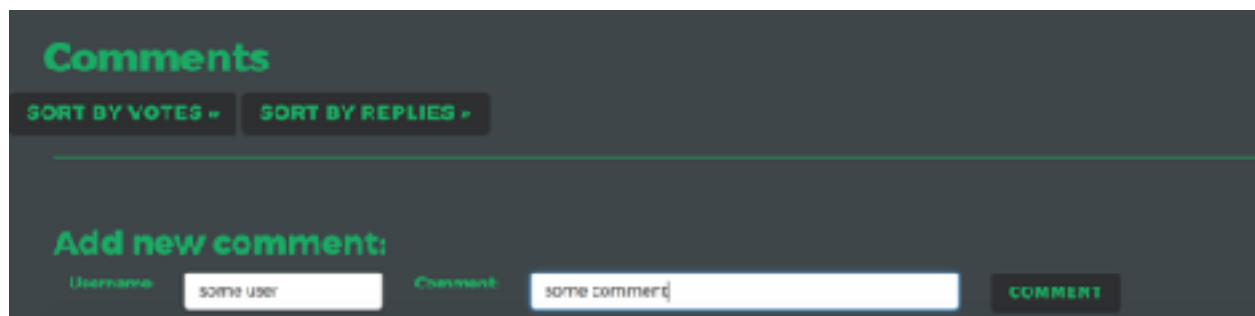 Comments
SORT BY VOTES » SORT BY REPLIES »
Add new comment:
Username: some user Comment: some comment COMMENT